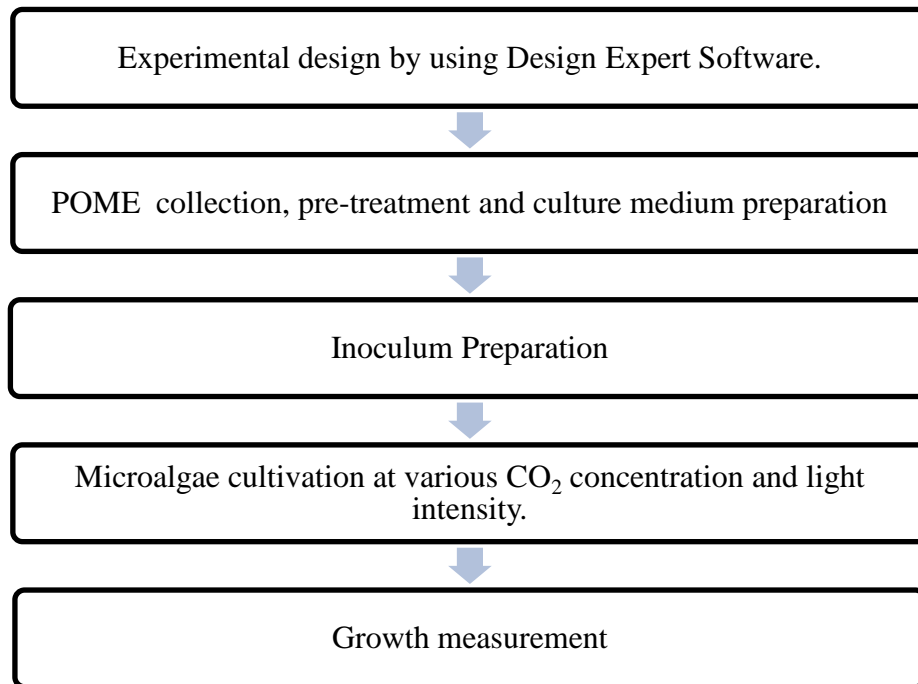 Experimental design by using Design Expert Software.
POME  collection, pre-treatment and culture medium preparation
Inoculum Preparation
Microalgae cultivation at various CO₂ concentration and light
intensity.
Growth measurement